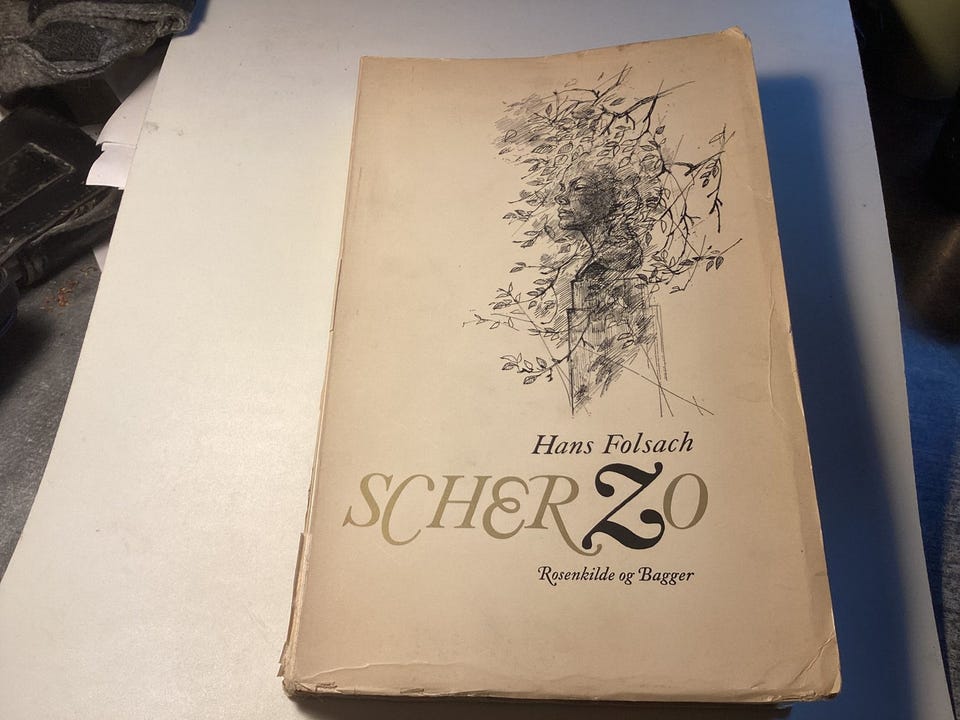 Hans Folsach
SCHERZO
Rosenkilde og Bagger